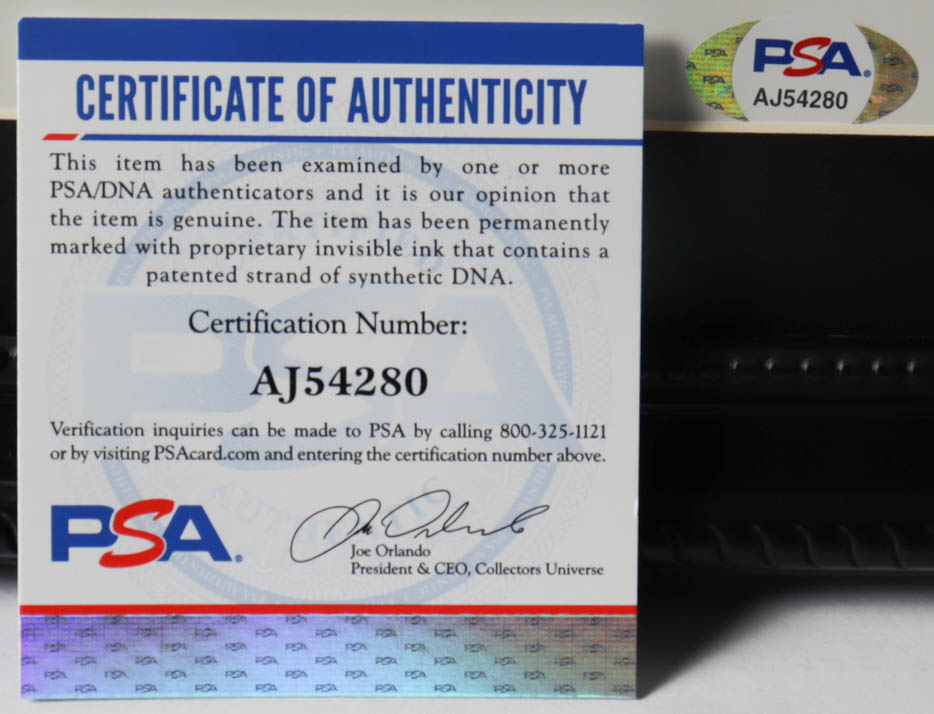 CERTIFICATE OF AUTHENTICITY
This item has been examined by one or more
PSA/DNA authenticators and it is our opinion that
the item is genuine. The item has been permanently
marked with proprietary invisible ink that contains a
patented strand of synthetic DNA.
Certification Number:
AJ54280
Verification inquiries can be made to PSA by calling 800-325-1121
or by visiting PSAcard.com and entering the certification number above.
PSA®
Joe Orlando
President & CEO, Collectors Universe
PSA®
AJ54280